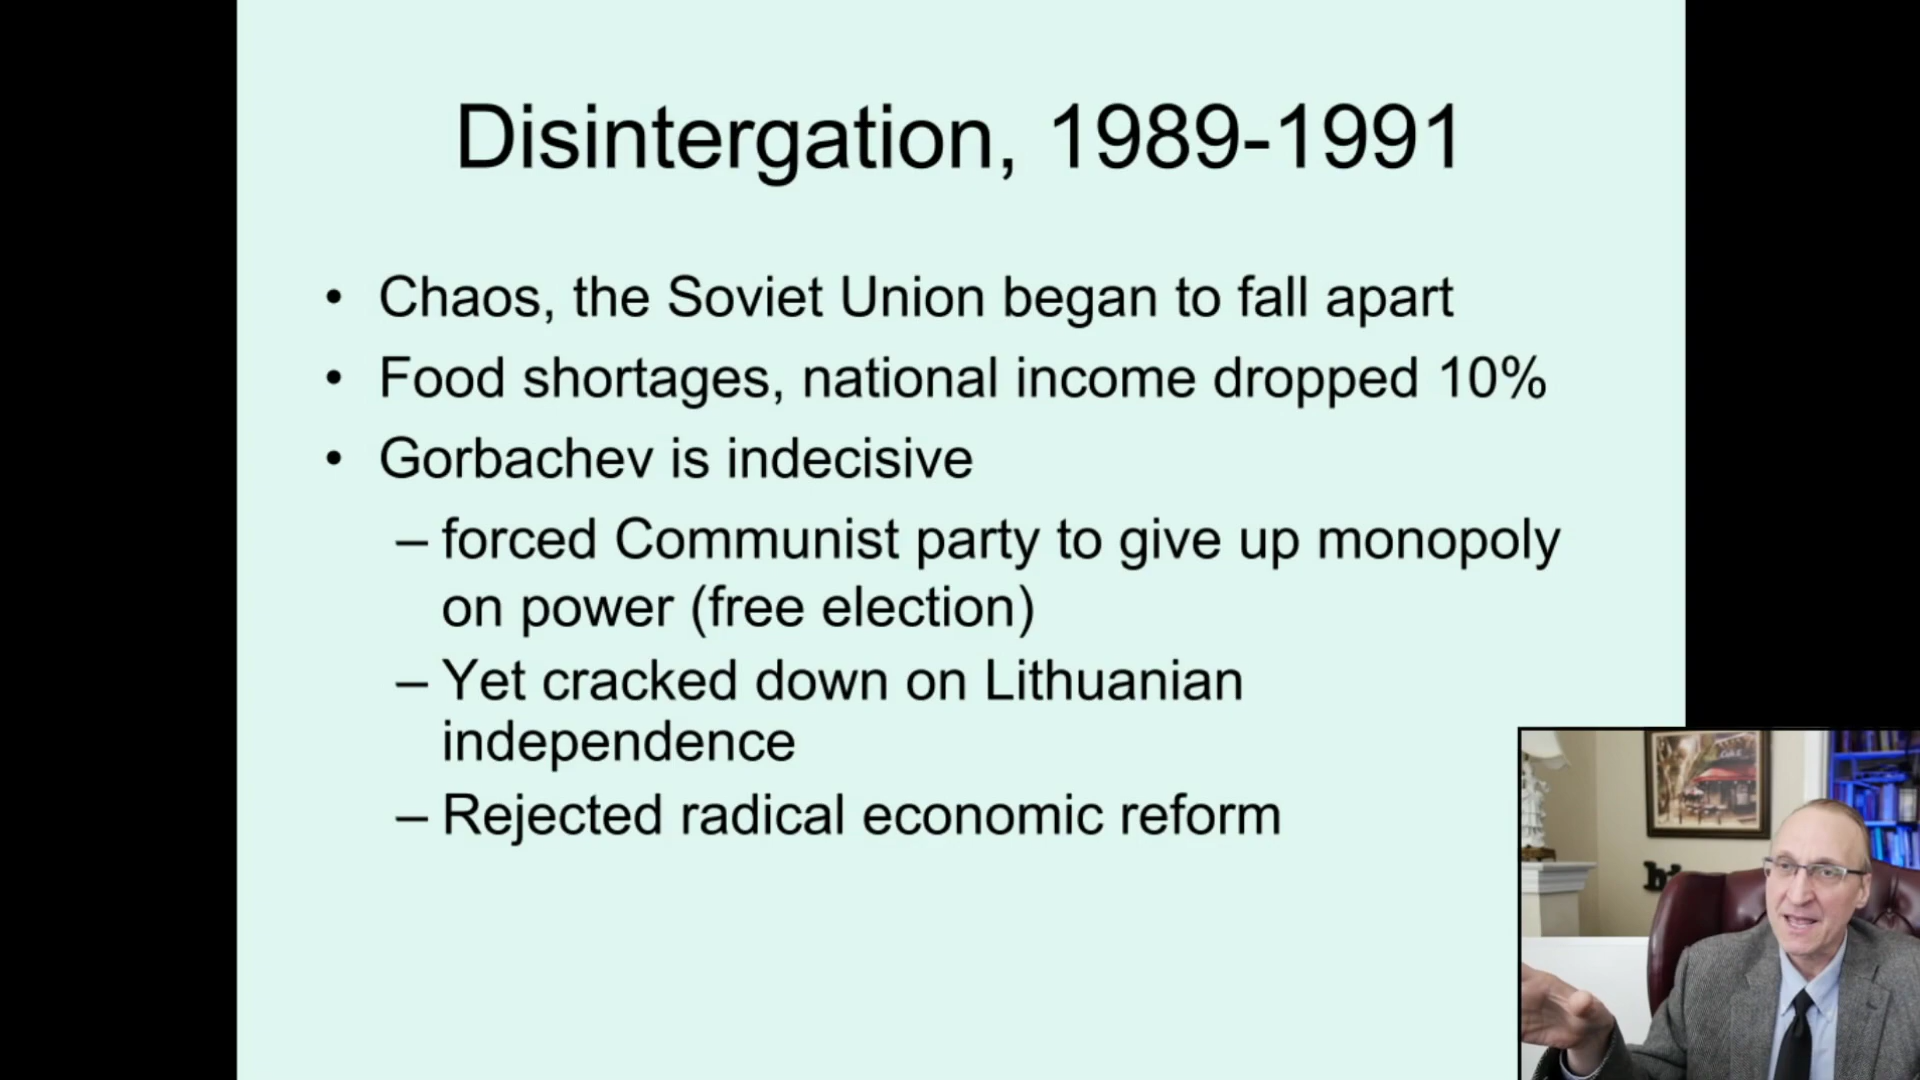 Disintergation, 1989-1991
• Chaos, the Soviet Union began to fall apart
• Food shortages, national income dropped 10%
• Gorbachev is indecisive
– forced Communist party to give up monopoly
on power (free election)
– Yet cracked down on Lithuanian
independence
– Rejected radical economic reform